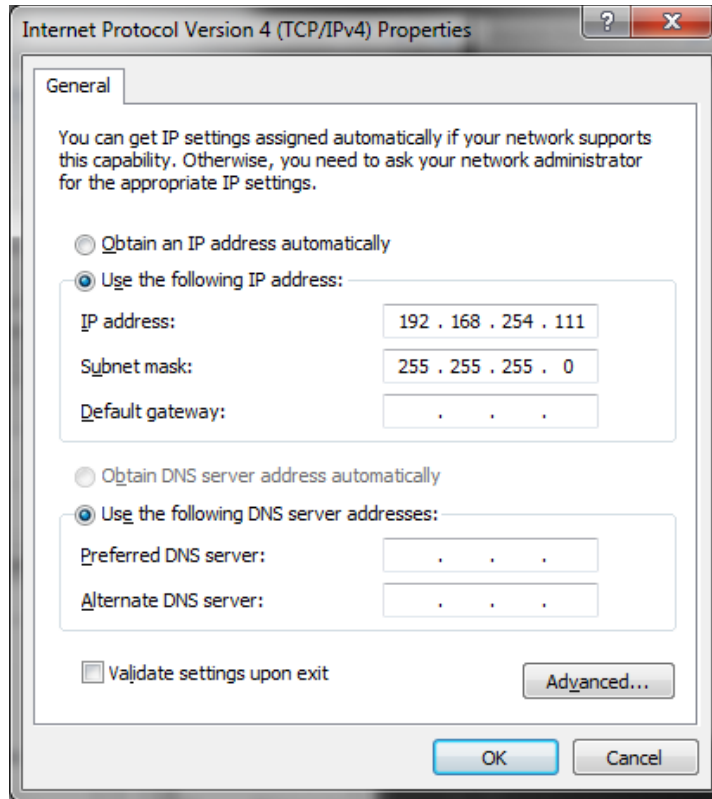 Internet Protocol Version 4 (TCP/IPv4) Properties
?
X
General
You can get IP settings assigned automatically if your network supports
this capability. Otherwise, you need to ask your network administrator
for the appropriate IP settings.
Obtain an IP address automatically
Use the following IP address:
IP address: 192 . 168 . 254 . 111
Subnet mask: 255 . 255 . 255 . 0
Default gateway: . . .
Obtain DNS server address automatically
Use the following DNS server addresses:
Preferred DNS server: . . .
Alternate DNS server: . . .
Validate settings upon exit
Advanced...
OK Cancel